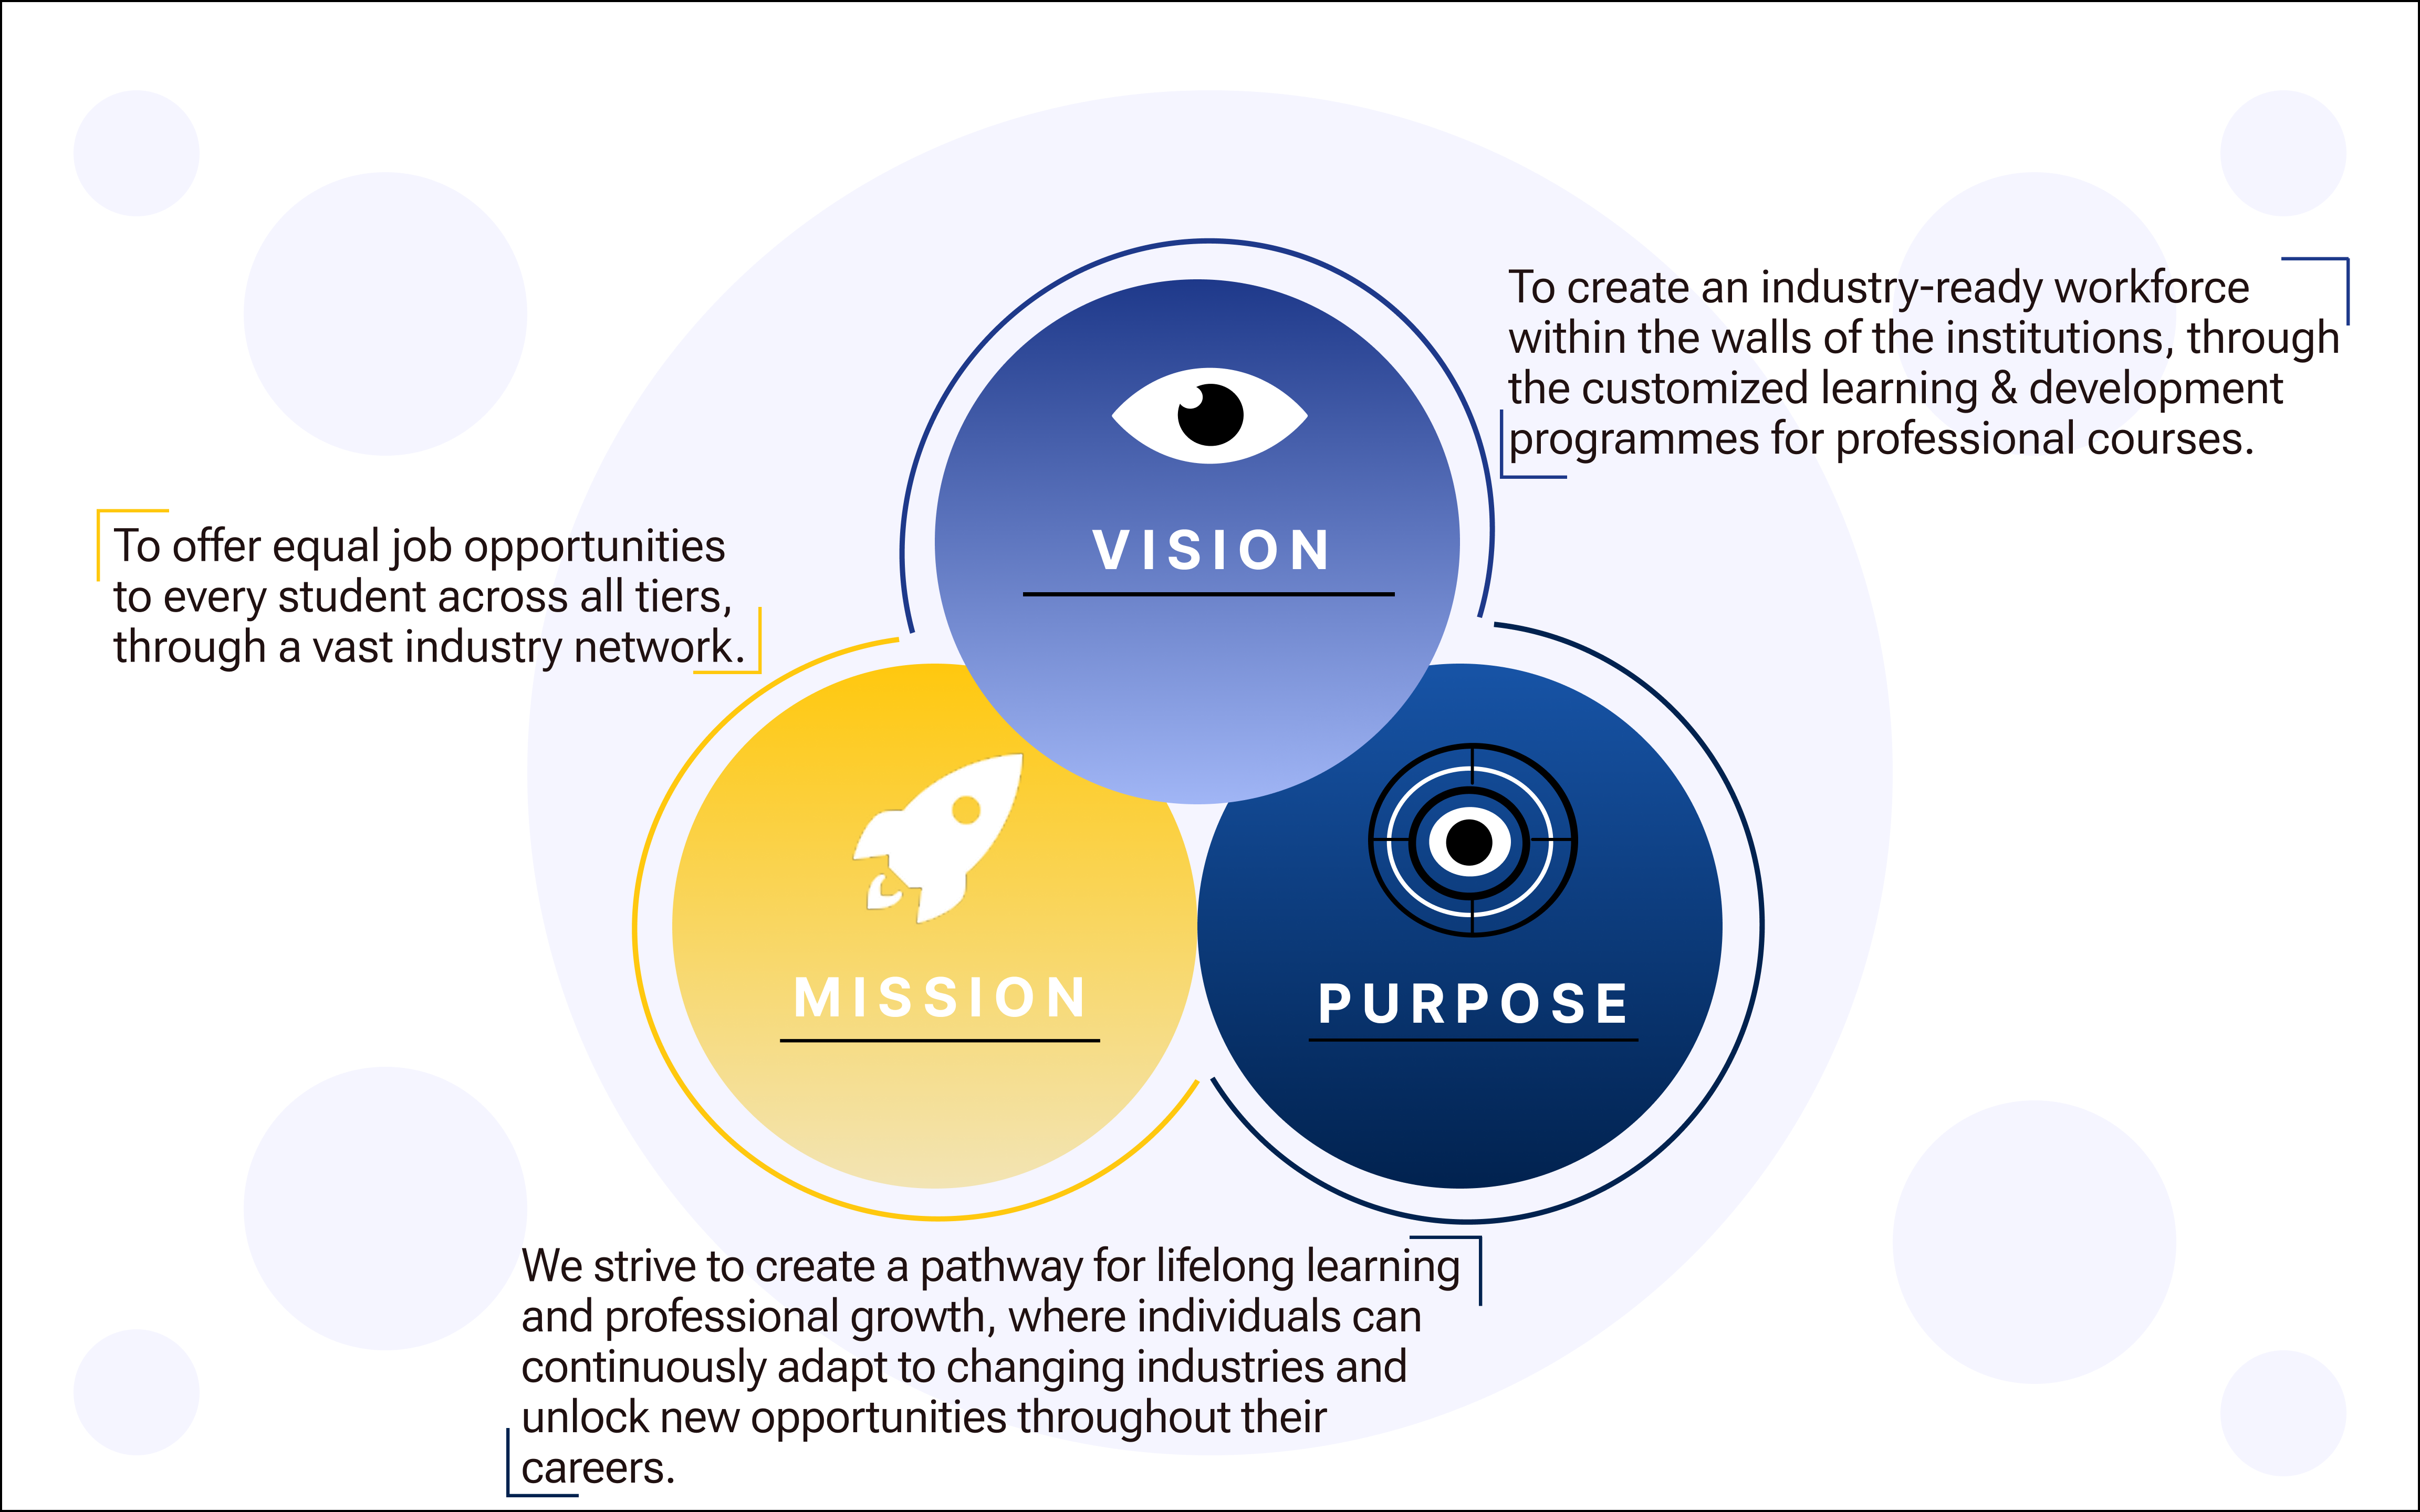 To create an industry-ready workforce
within the walls of the institutions, through
the customized learning & development
programmes for professional courses.
VISION
To offer equal job opportunities
to every student across all tiers,
through a vast industry network.
MISSION
PURPOSE
We strive to create a pathway for lifelong learning
and professional growth, where individuals can
continuously adapt to changing industries and
unlock new opportunities throughout their
careers.